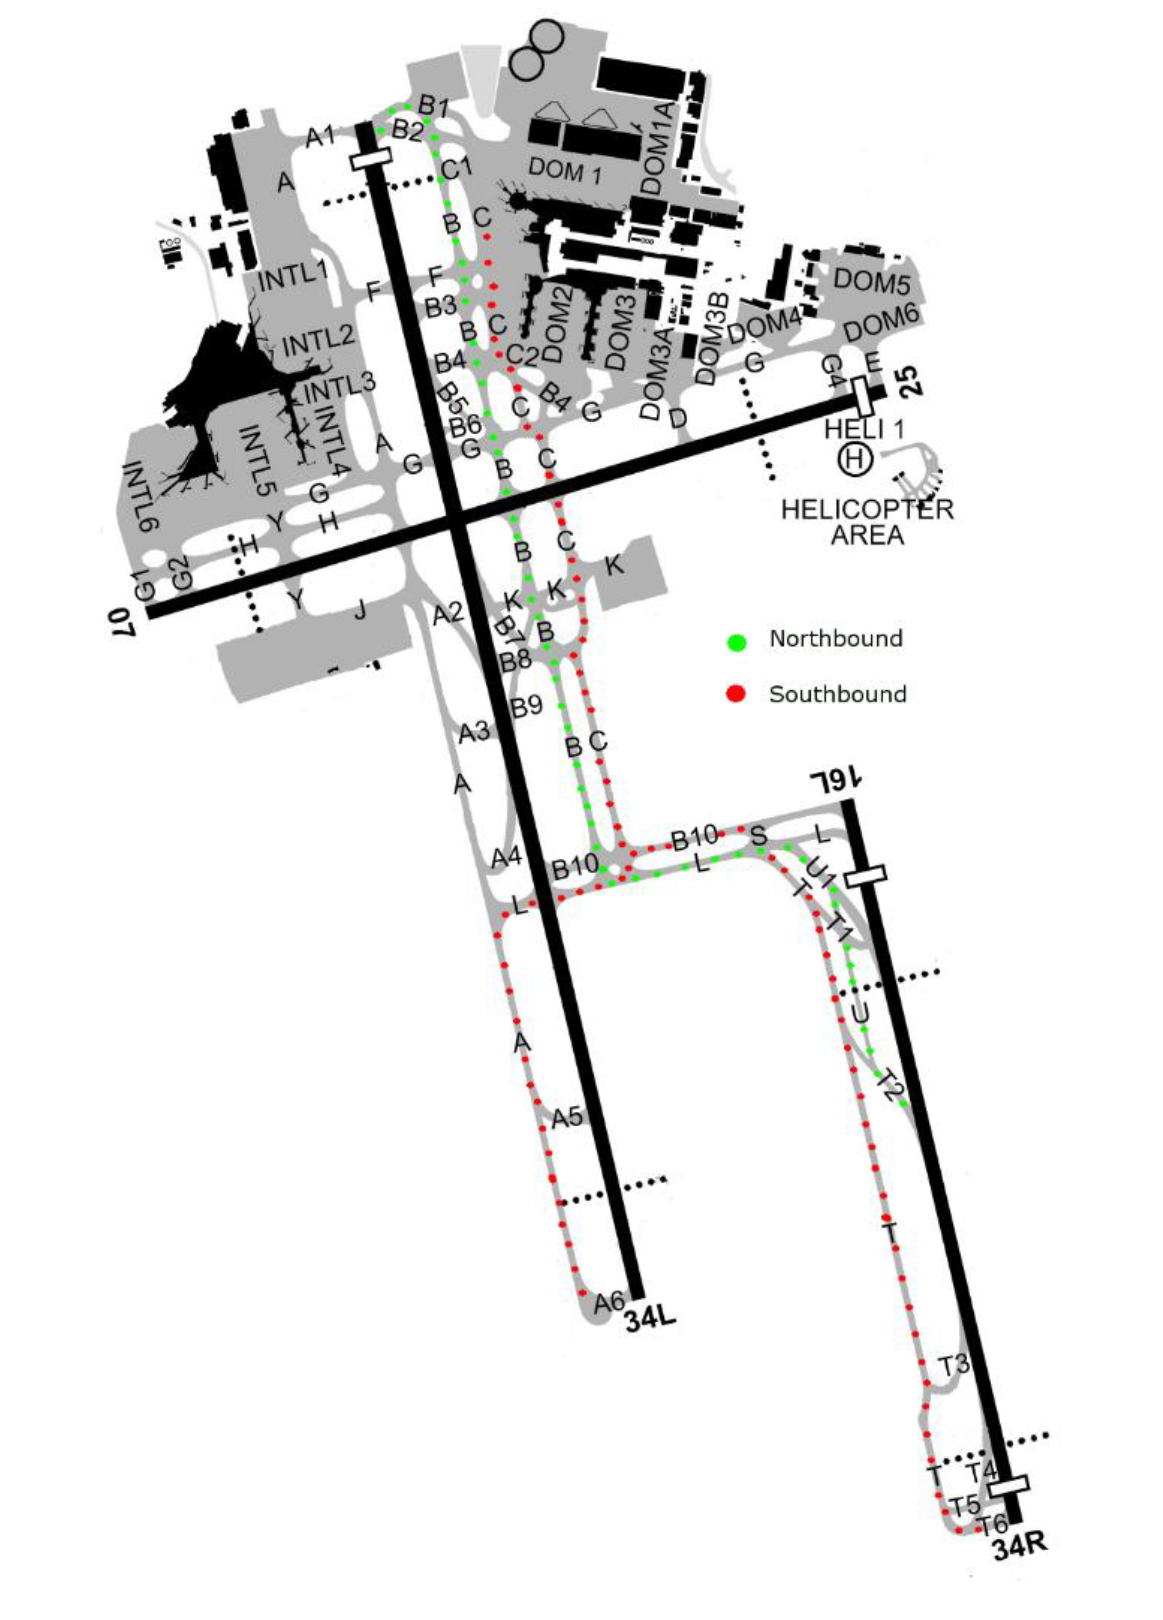 B1
A1
B2
DOM1A
C1
DOM 1
A
B
C
INTL1
F
F
DOM5
B3
DOM2
DOM3
DOM3B
DOM4
DOM6
INTL2
B
C
B4
C2
DOM3A
G
G4
E
25
INTL3
B5
C
B4
G
D
INTL4
B6
HELI 1
A
G
G
B
C
H
INTL6
INTL5
G
Y
H
HELICOPTER
AREA
H
B
C
G1
G2
K
07
Y
J
A2
K
K
B7
B
Northbound
B8
Southbound
B9
A3
B
C
A
16L
B10
S
L
A4
B10
L
U1
T
L
T1
U
A
T2
A5
T
A6
34L
T3
T
T4
T5
T6
34R